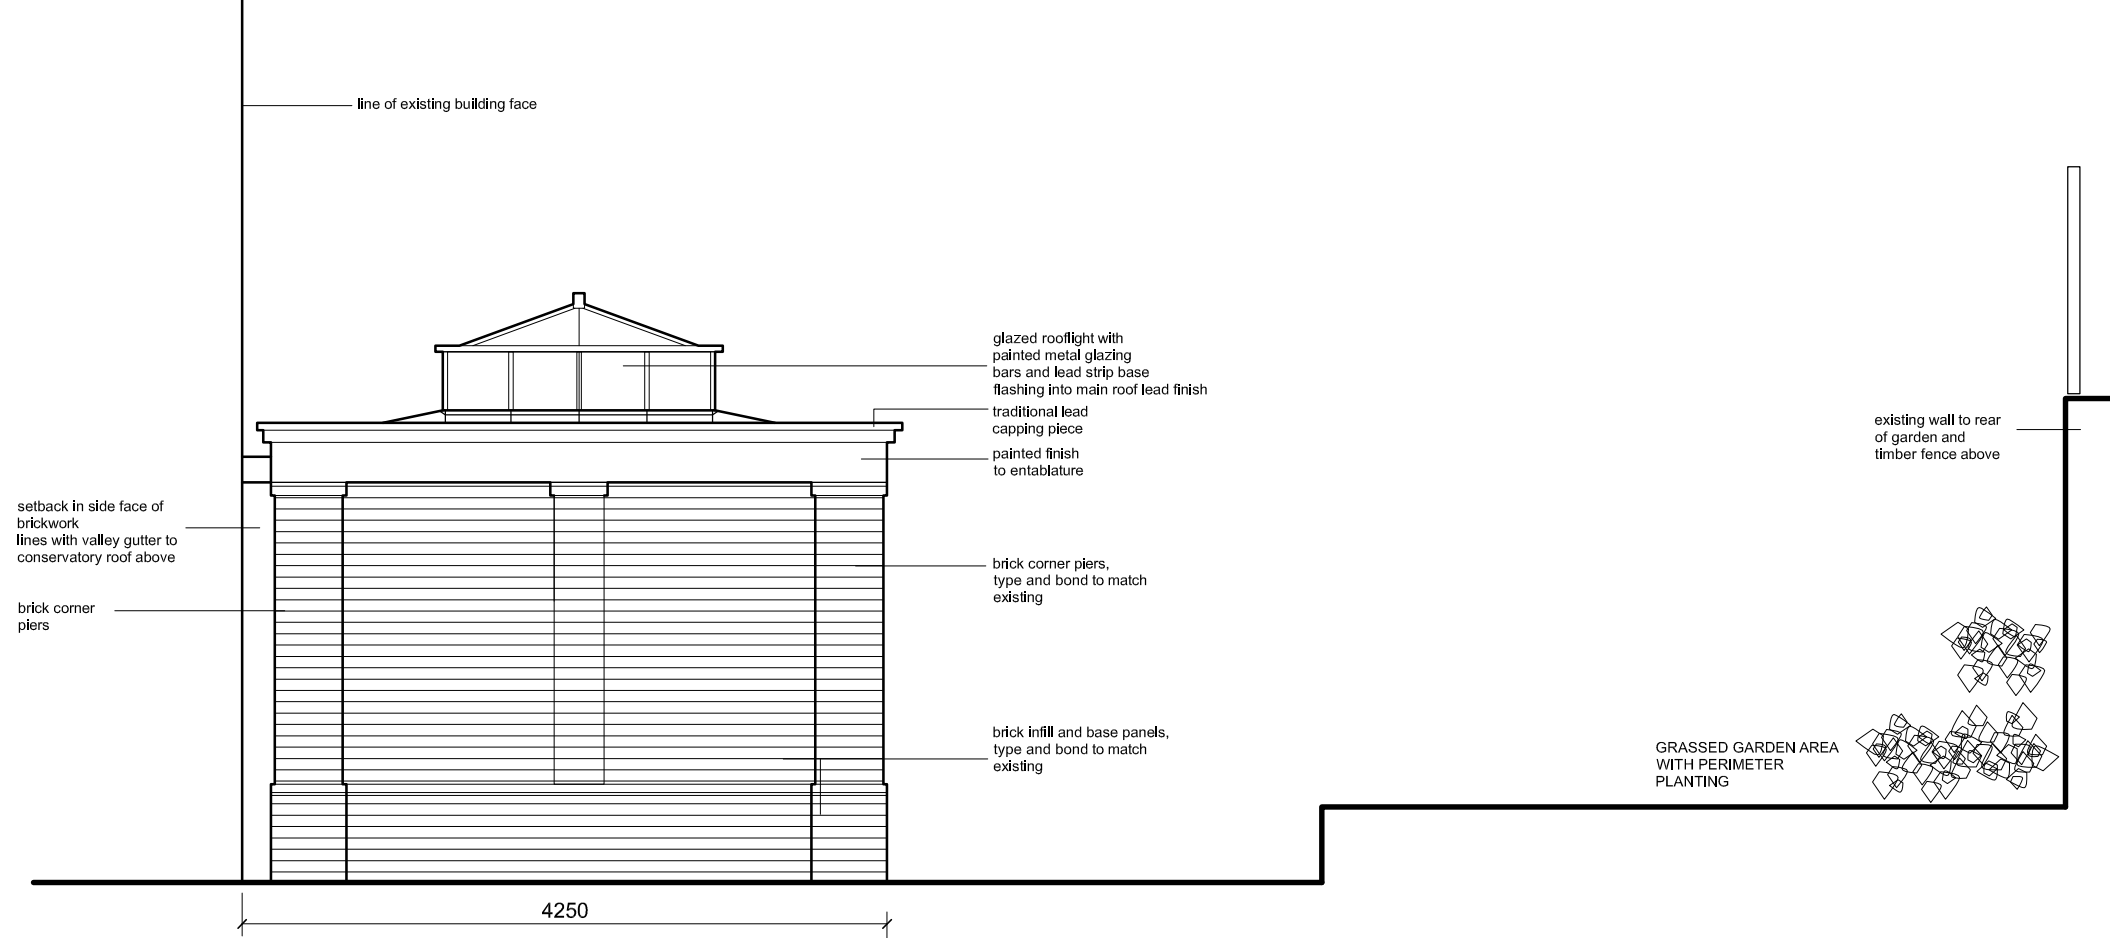 line of existing building face
glazed rooflight with
painted metal glazing
bars and lead strip base
flashing into main roof lead finish
traditional lead
capping piece
painted finish
to entablature
existing wall to rear
of garden and
timber fence above
setback in side face of
brickwork
lines with valley gutter to
conservatory roof above
brick corner piers,
type and bond to match
existing
brick corner
piers
brick infill and base panels,
type and bond to match
existing
GRASSED GARDEN AREA
WITH PERIMETER
PLANTING
4250